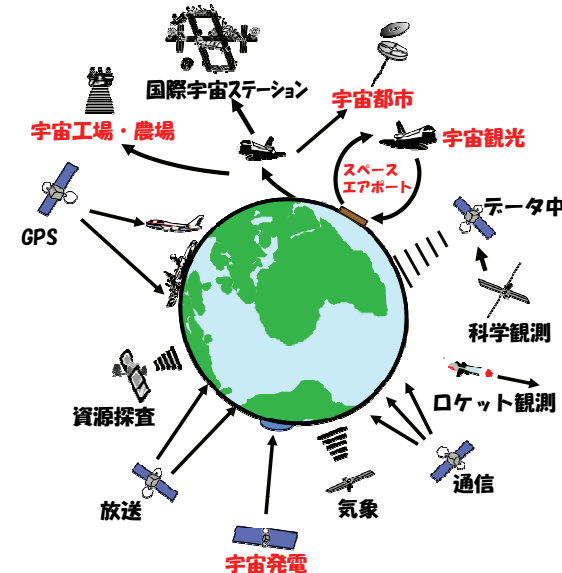 国際宇宙ステーション
宇宙都市
宇宙工場・農場
宇宙観光
スペース
エアポート
データ中
GPS
科学観測
ロケット観測
資源探査
通信
放送
気象
宇宙発電